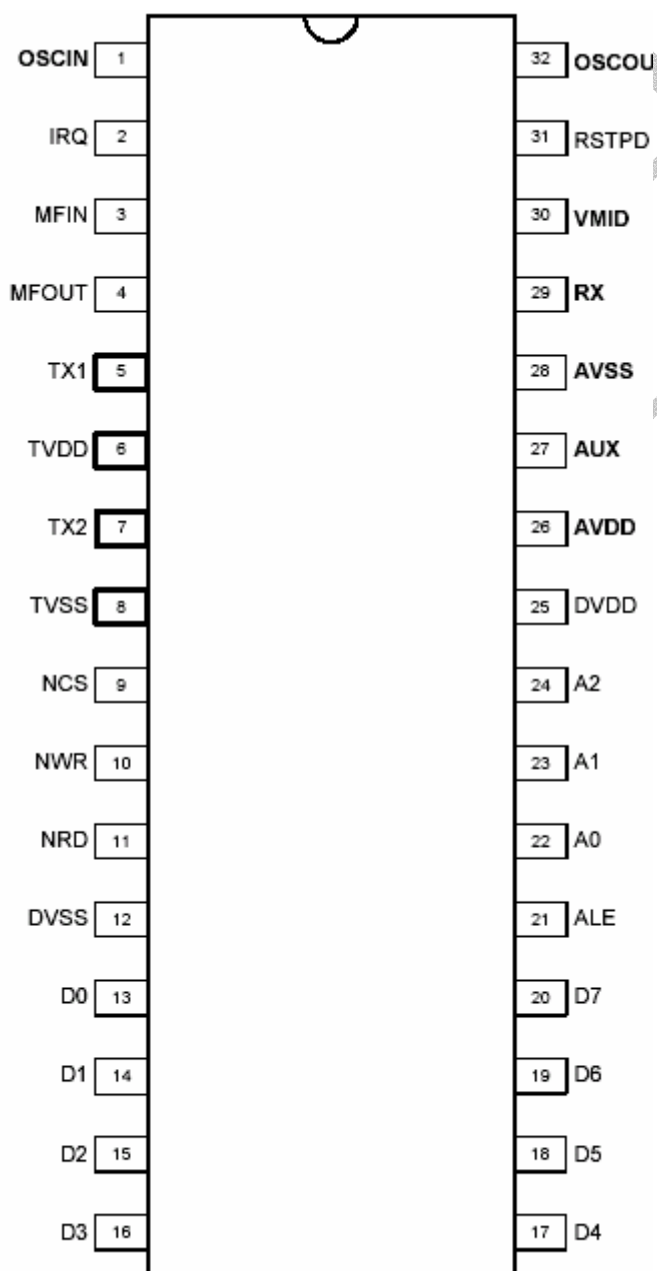 OSCIN 1 32 OSCOU
IRQ 2 31 RSTPD
MFIN 3 30 VMID
MFOUT 4 29 RX
TX1 5 28 AVSS
TVDD 6 27 AUX
TX2 7 26 AVDD
TVSS 8 25 DVDD
NCS 9 24 A2
NWR 10 23 A1
NRD 11 22 A0
DVSS 12 21 ALE
D0 13 20 D7
D1 14 19 D6
D2 15 18 D5
D3 16 17 D4